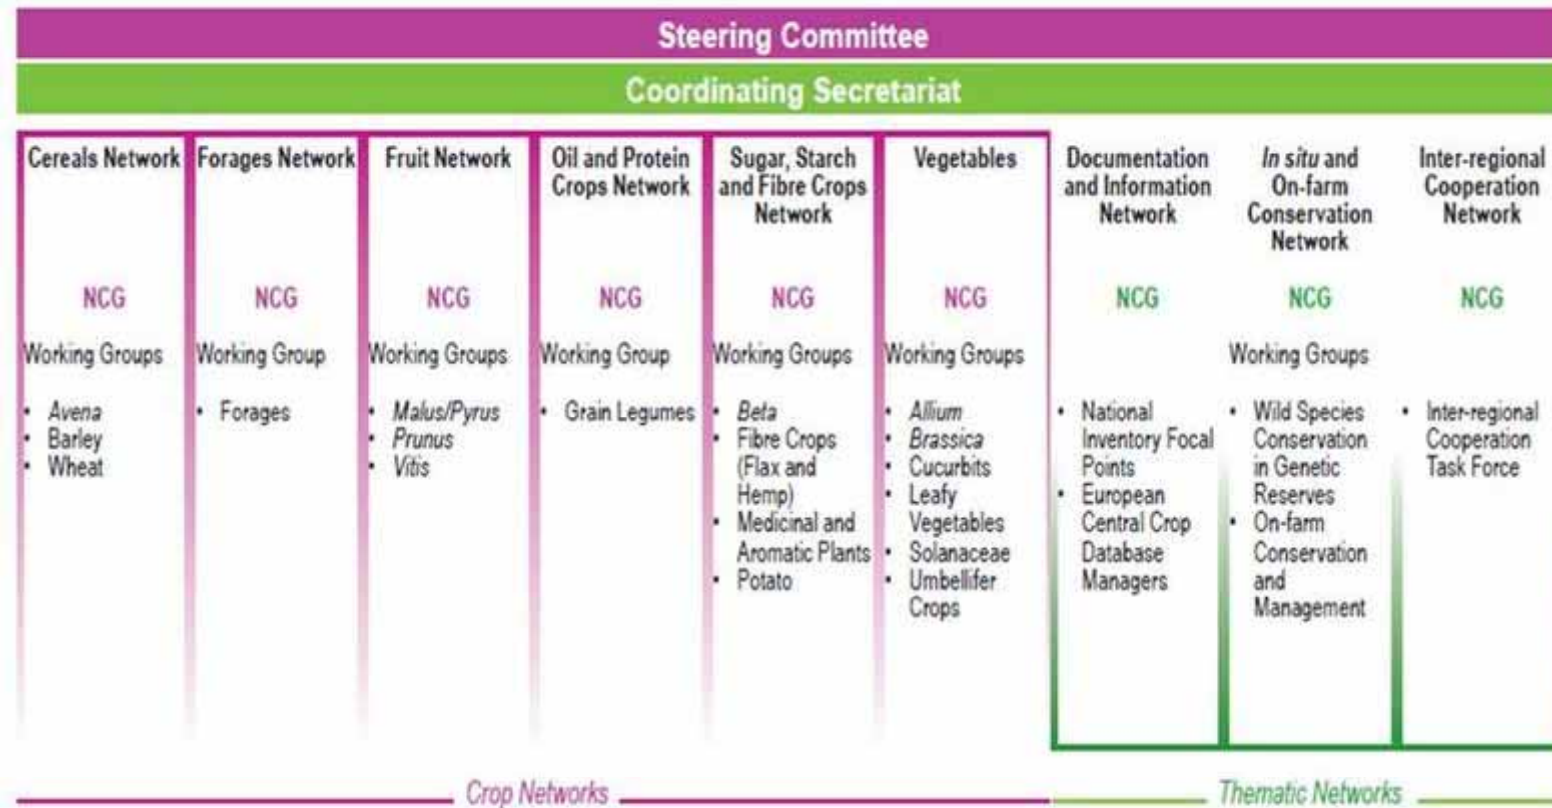 Steering Committee
Coordinating Secretariat
Cereals Network
NCG
Working Groups
• Avena
• Barley
• Wheat
Forages Network
NCG
Working Group
• Forages
Fruit Network
NCG
Working Groups
• Malus/Pyrus
• Prunus
• Vitis
Oil and Protein
Crops Network
NCG
Working Group
• Grain Legumes
Sugar, Starch
and Fibre Crops
Network
NCG
Working Groups
• Beta
• Fibre Crops
(Flax and
Hemp)
• Medicinal and
Aromatic Plants
• Potato
Vegetables
NCG
Working Groups
• Allium
• Brassica
• Cucurbits
• Leafy
Vegetables
• Solanaceae
• Umbellifer
Crops
Documentation
and Information
Network
NCG
• National
Inventory Focal
Points
• European
Central Crop
Database
Managers
In situ and
On-farm
Conservation
Network
NCG
Working Groups
• Wild Species
Conservation
in Genetic
Reserves
• On-farm
Conservation
and
Management
Inter-regional
Cooperation
Network
NCG
• Inter-regional
Cooperation
Task Force
Crop Networks
Thematic Networks